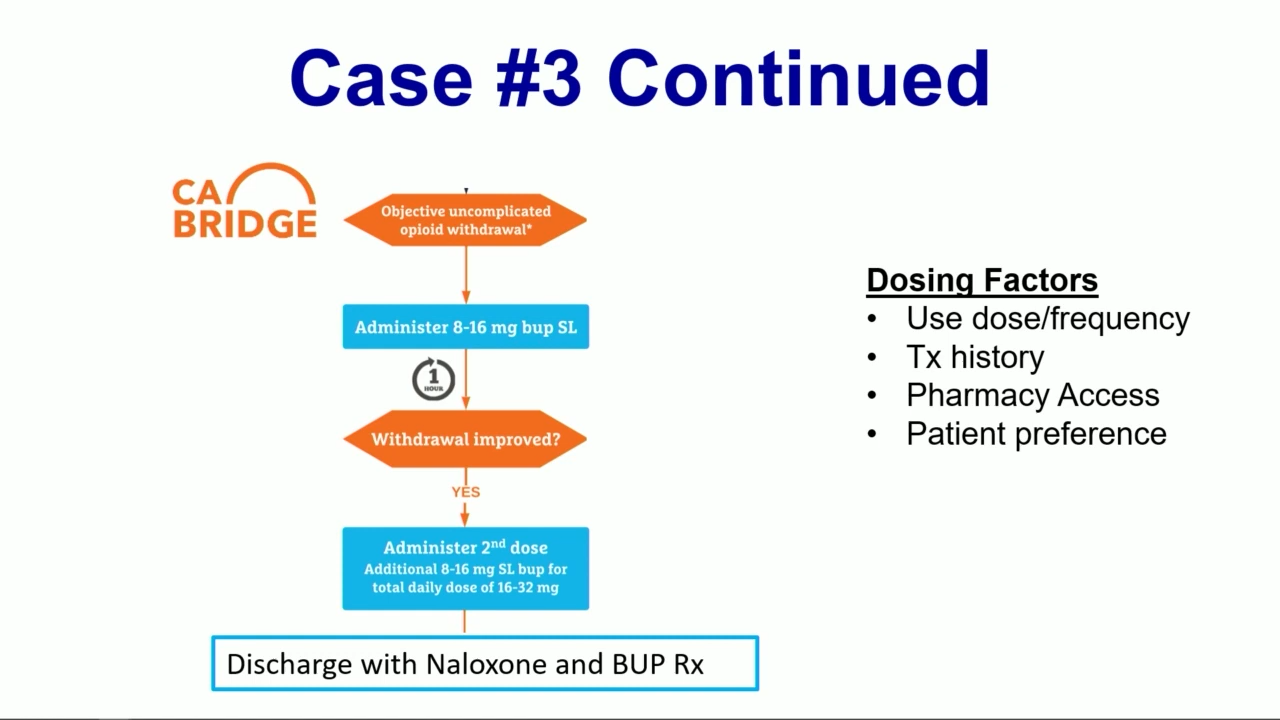 Case #3 Continued
CA
BRIDGE
Objective uncomplicated
opioid withdrawal*
Administer 8-16 mg bup SL
1
HOUR
Withdrawal improved?
YES
Administer 2nd dose
Additional 8-16 mg SL bup for
total daily dose of 16-32 mg
Discharge with Naloxone and BUP Rx
Dosing Factors
• Use dose/frequency
• Tx history
• Pharmacy Access
• Patient preference